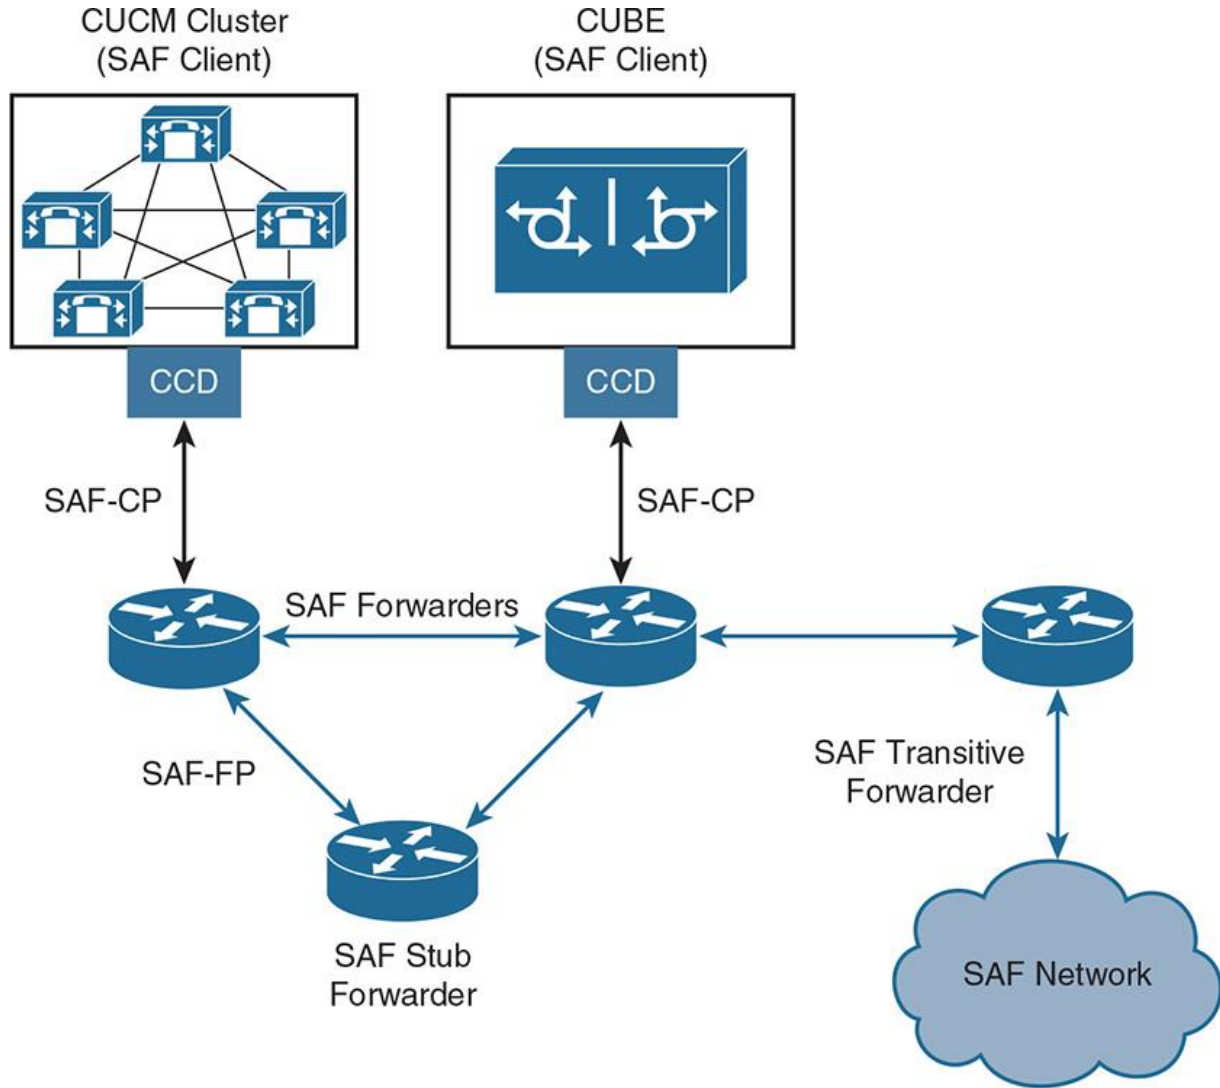 CUCM Cluster
(SAF Client)
CUBE
(SAF Client)
CCD
CCD
SAF-CP
SAF-CP
SAF Forwarders
SAF-FP
SAF Transitive
Forwarder
SAF Stub
Forwarder
SAF Network